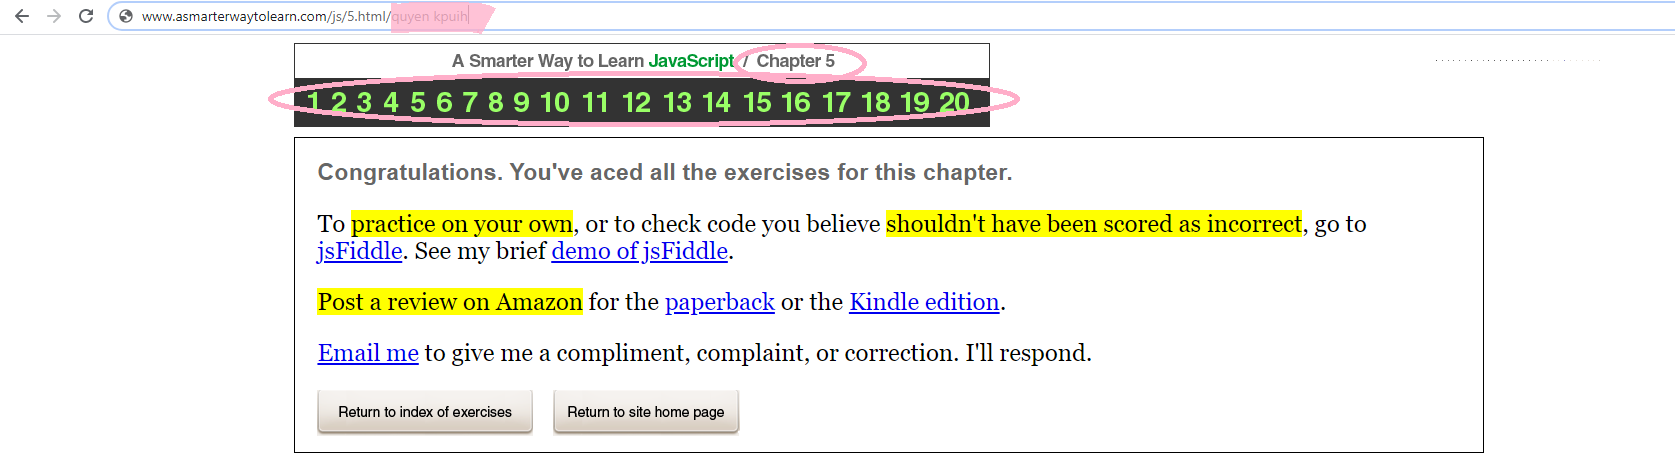 www.asmarterwaytolearn.com/js/5.html/quyen kpuih
A Smarter Way to Learn JavaScript / Chapter 5
1 2 3 4 5 6 7 8 9 10 11 12 13 14 15 16 17 18 19 20
Congratulations. You've aced all the exercises for this chapter.
To practice on your own, or to check code you believe shouldn't have been scored as incorrect, go to
jsFiddle. See my brief demo of jsFiddle.
Post a review on Amazon for the paperback or the Kindle edition.
Email me to give me a compliment, complaint, or correction. I'll respond.
Return to index of exercises Return to site home page